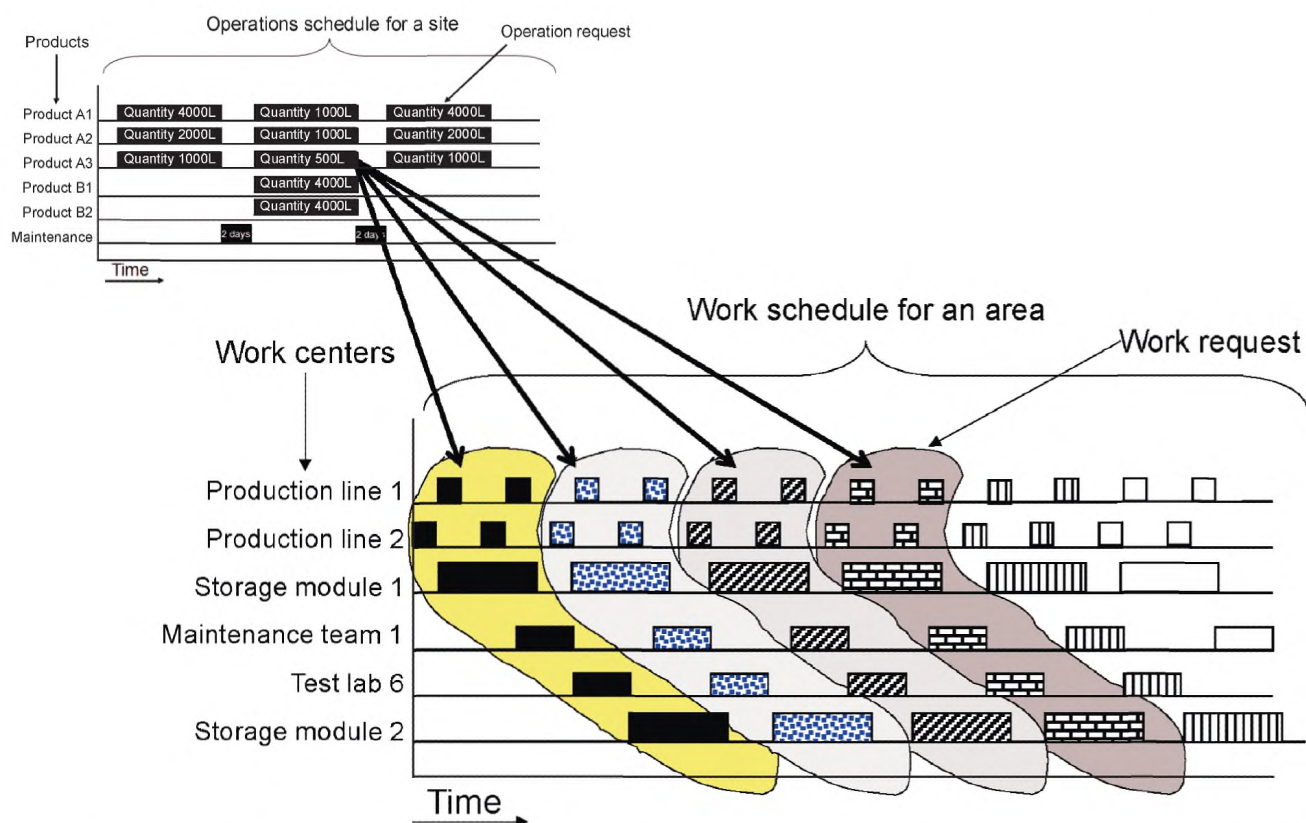 Operations schedule for a site
Operation request
Products
Product A1
Quantity 4000L
Quantity 1000L
Quantity 4000L
Product A2
Quantity 2000L
Quantity 1000L
Quantity 2000L
Product A3
Quantity 1000L
Quantity 500L
Quantity 1000L
Product B1
Quantity 4000L
Product B2
Quantity 4000L
Maintenance
2 days
2 days
Time
Work schedule for an area
Work centers
Work request
Production line 1
Production line 2
Storage module 1
Maintenance team 1
Test lab 6
Storage module 2
Time